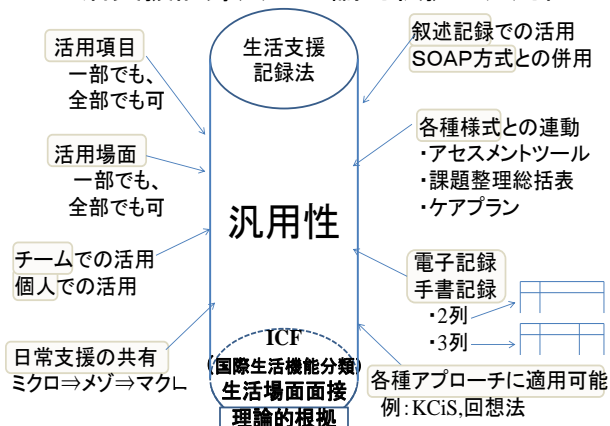 活用項目
一部でも、
全部でも可
活用場面
一部でも、
全部でも可
チームでの活用
個人での活用
日常支援の共有
ミクロ⇒メゾ⇒マクロ
生活支援
記録法
汎用性
ICF
(国際生活機能分類)
生活場面面接
理論的根拠
叙述記録での活用
SOAP方式との併用
各種様式との連動
・アセスメントツール
・課題整理総括表
・ケアプラン
電子記録
手書記録
・2列
・3列
各種アプローチに適用可能
例:KCiS,回想法